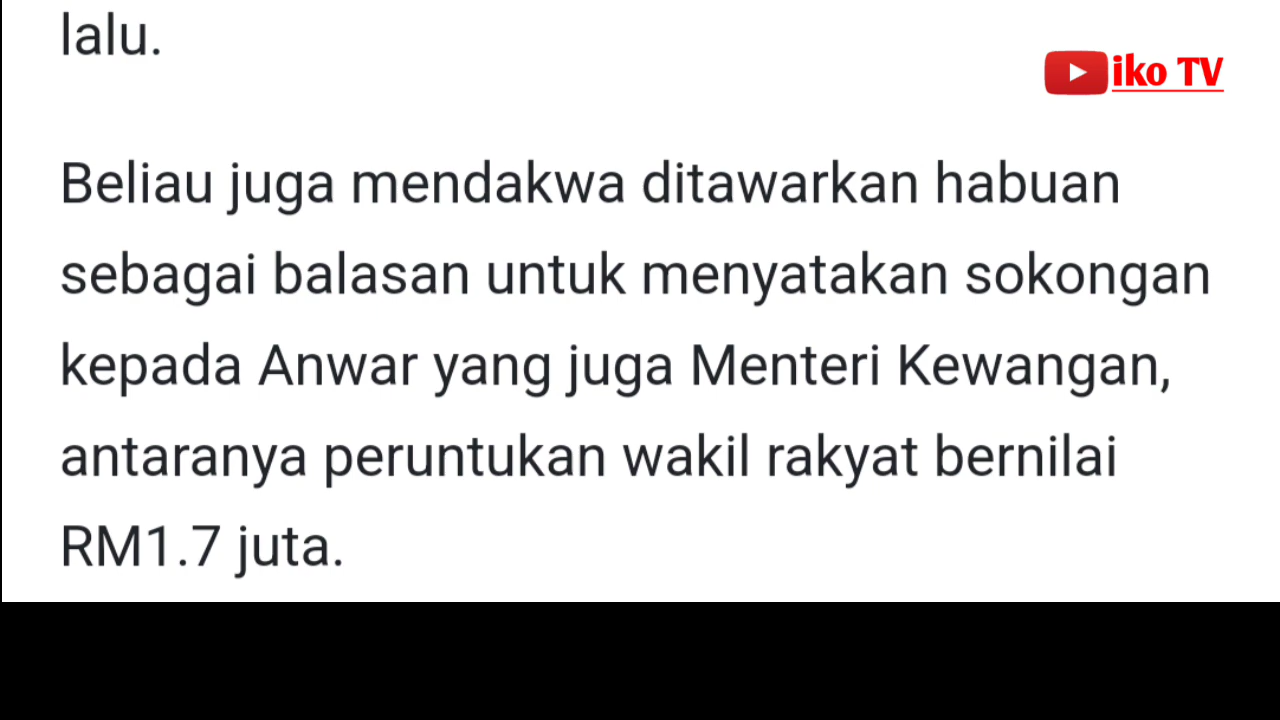 lalu.
iko TV
Beliau juga mendakwa ditawarkan habuan
sebagai balasan untuk menyatakan sokongan
kepada Anwar yang juga Menteri Kewangan,
antaranya peruntukan wakil rakyat bernilai
RM1.7 juta.